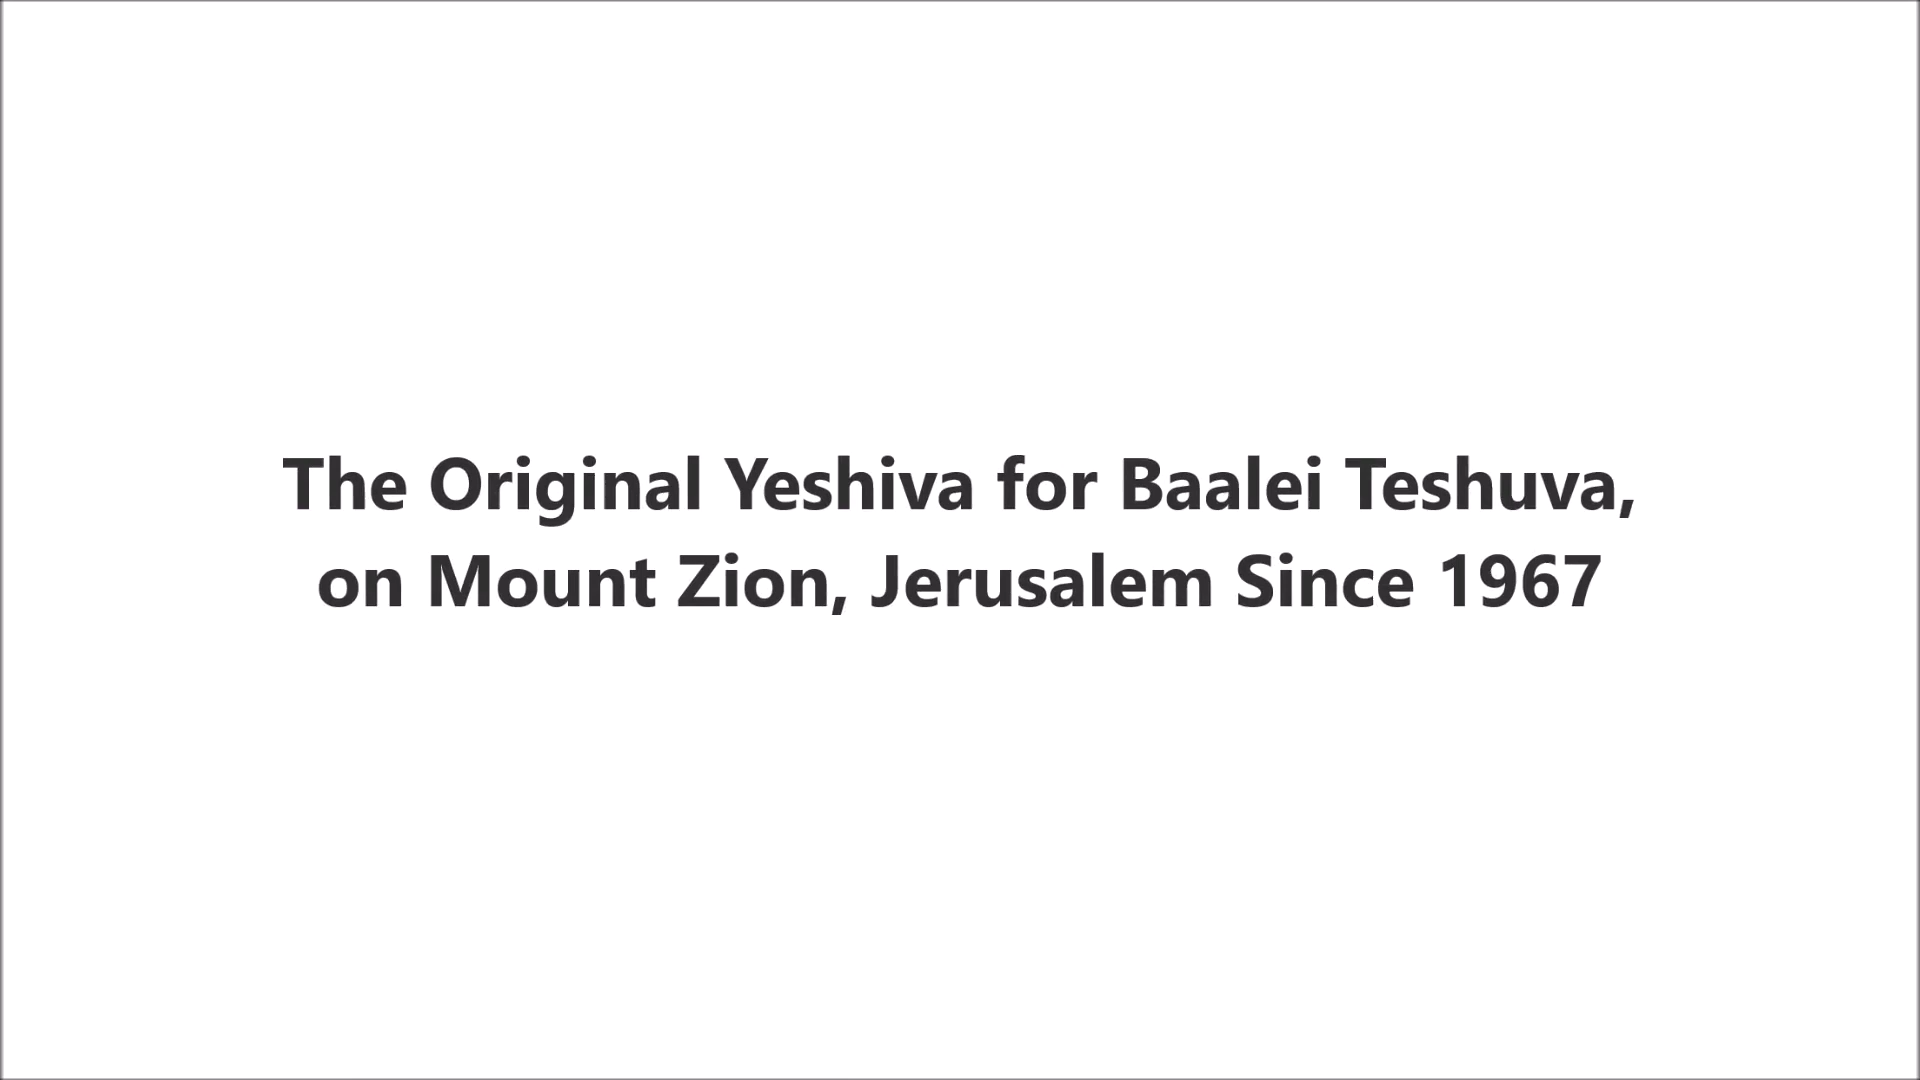 The Original Yeshiva for Baalei Teshuva,
on Mount Zion, Jerusalem Since 1967